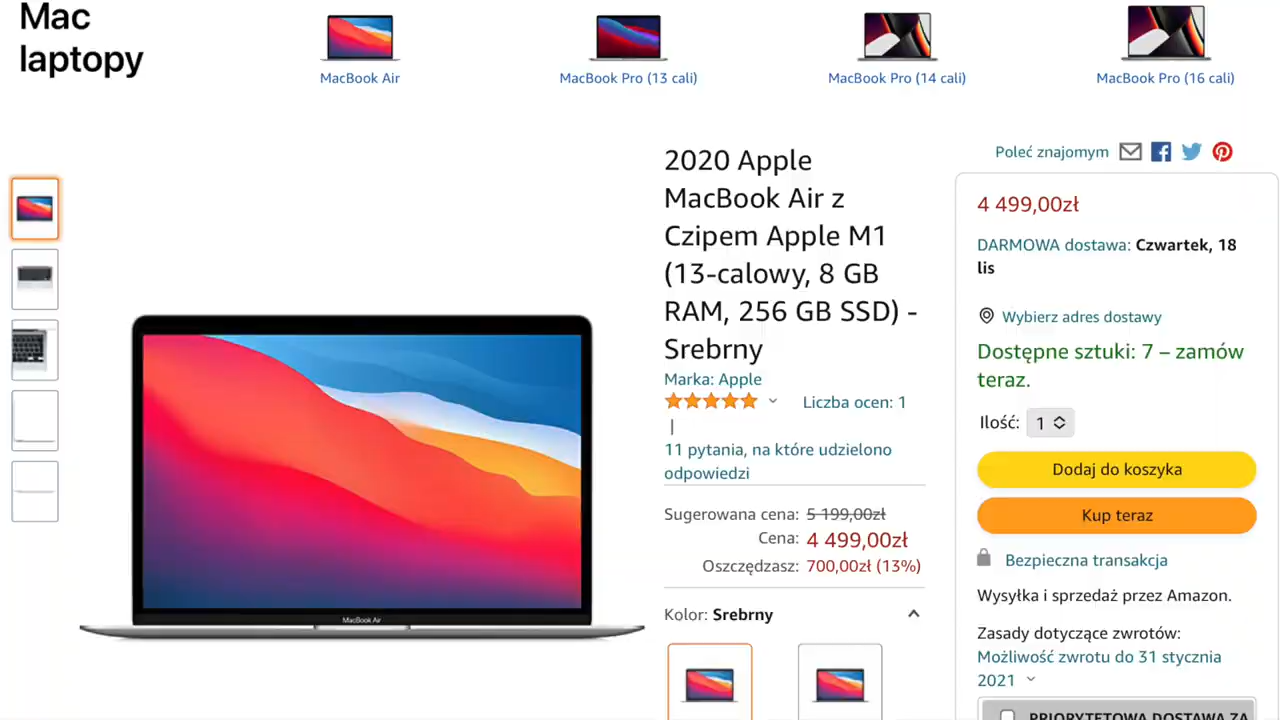 Mac
laptopy
MacBook Air
MacBook Pro (13 cali)
MacBook Pro (14 cali)
MacBook Pro (16 cali)
2020 Apple
MacBook Air z
Czipem Apple M1
(13-calowy, 8 GB
RAM, 256 GB SSD) -
Srebrny
Marka: Apple
Liczba ocen: 1
|
11 pytania, na które udzielono
odpowiedzi
Sugerowana cena: 5 199,00zł
Cena: 4 499,00zł
Oszczędzasz: 700,00zł (13%)
Kolor: Srebrny
MacBook Air
Poleć znajomym
4 499,00zł
DARMOWA dostawa: Czwartek, 18
lis
Wybierz adres dostawy
Dostępne sztuki: 7 – zamów
teraz.
Ilość: 1
Dodaj do koszyka
Kup teraz
Bezpieczna transakcja
Wysyłka i sprzedaż przez Amazon.
Zasady dotyczące zwrotów:
Możliwość zwrotu do 31 stycznia
2021
PRIORYTETOWA DOSTAWA ZA